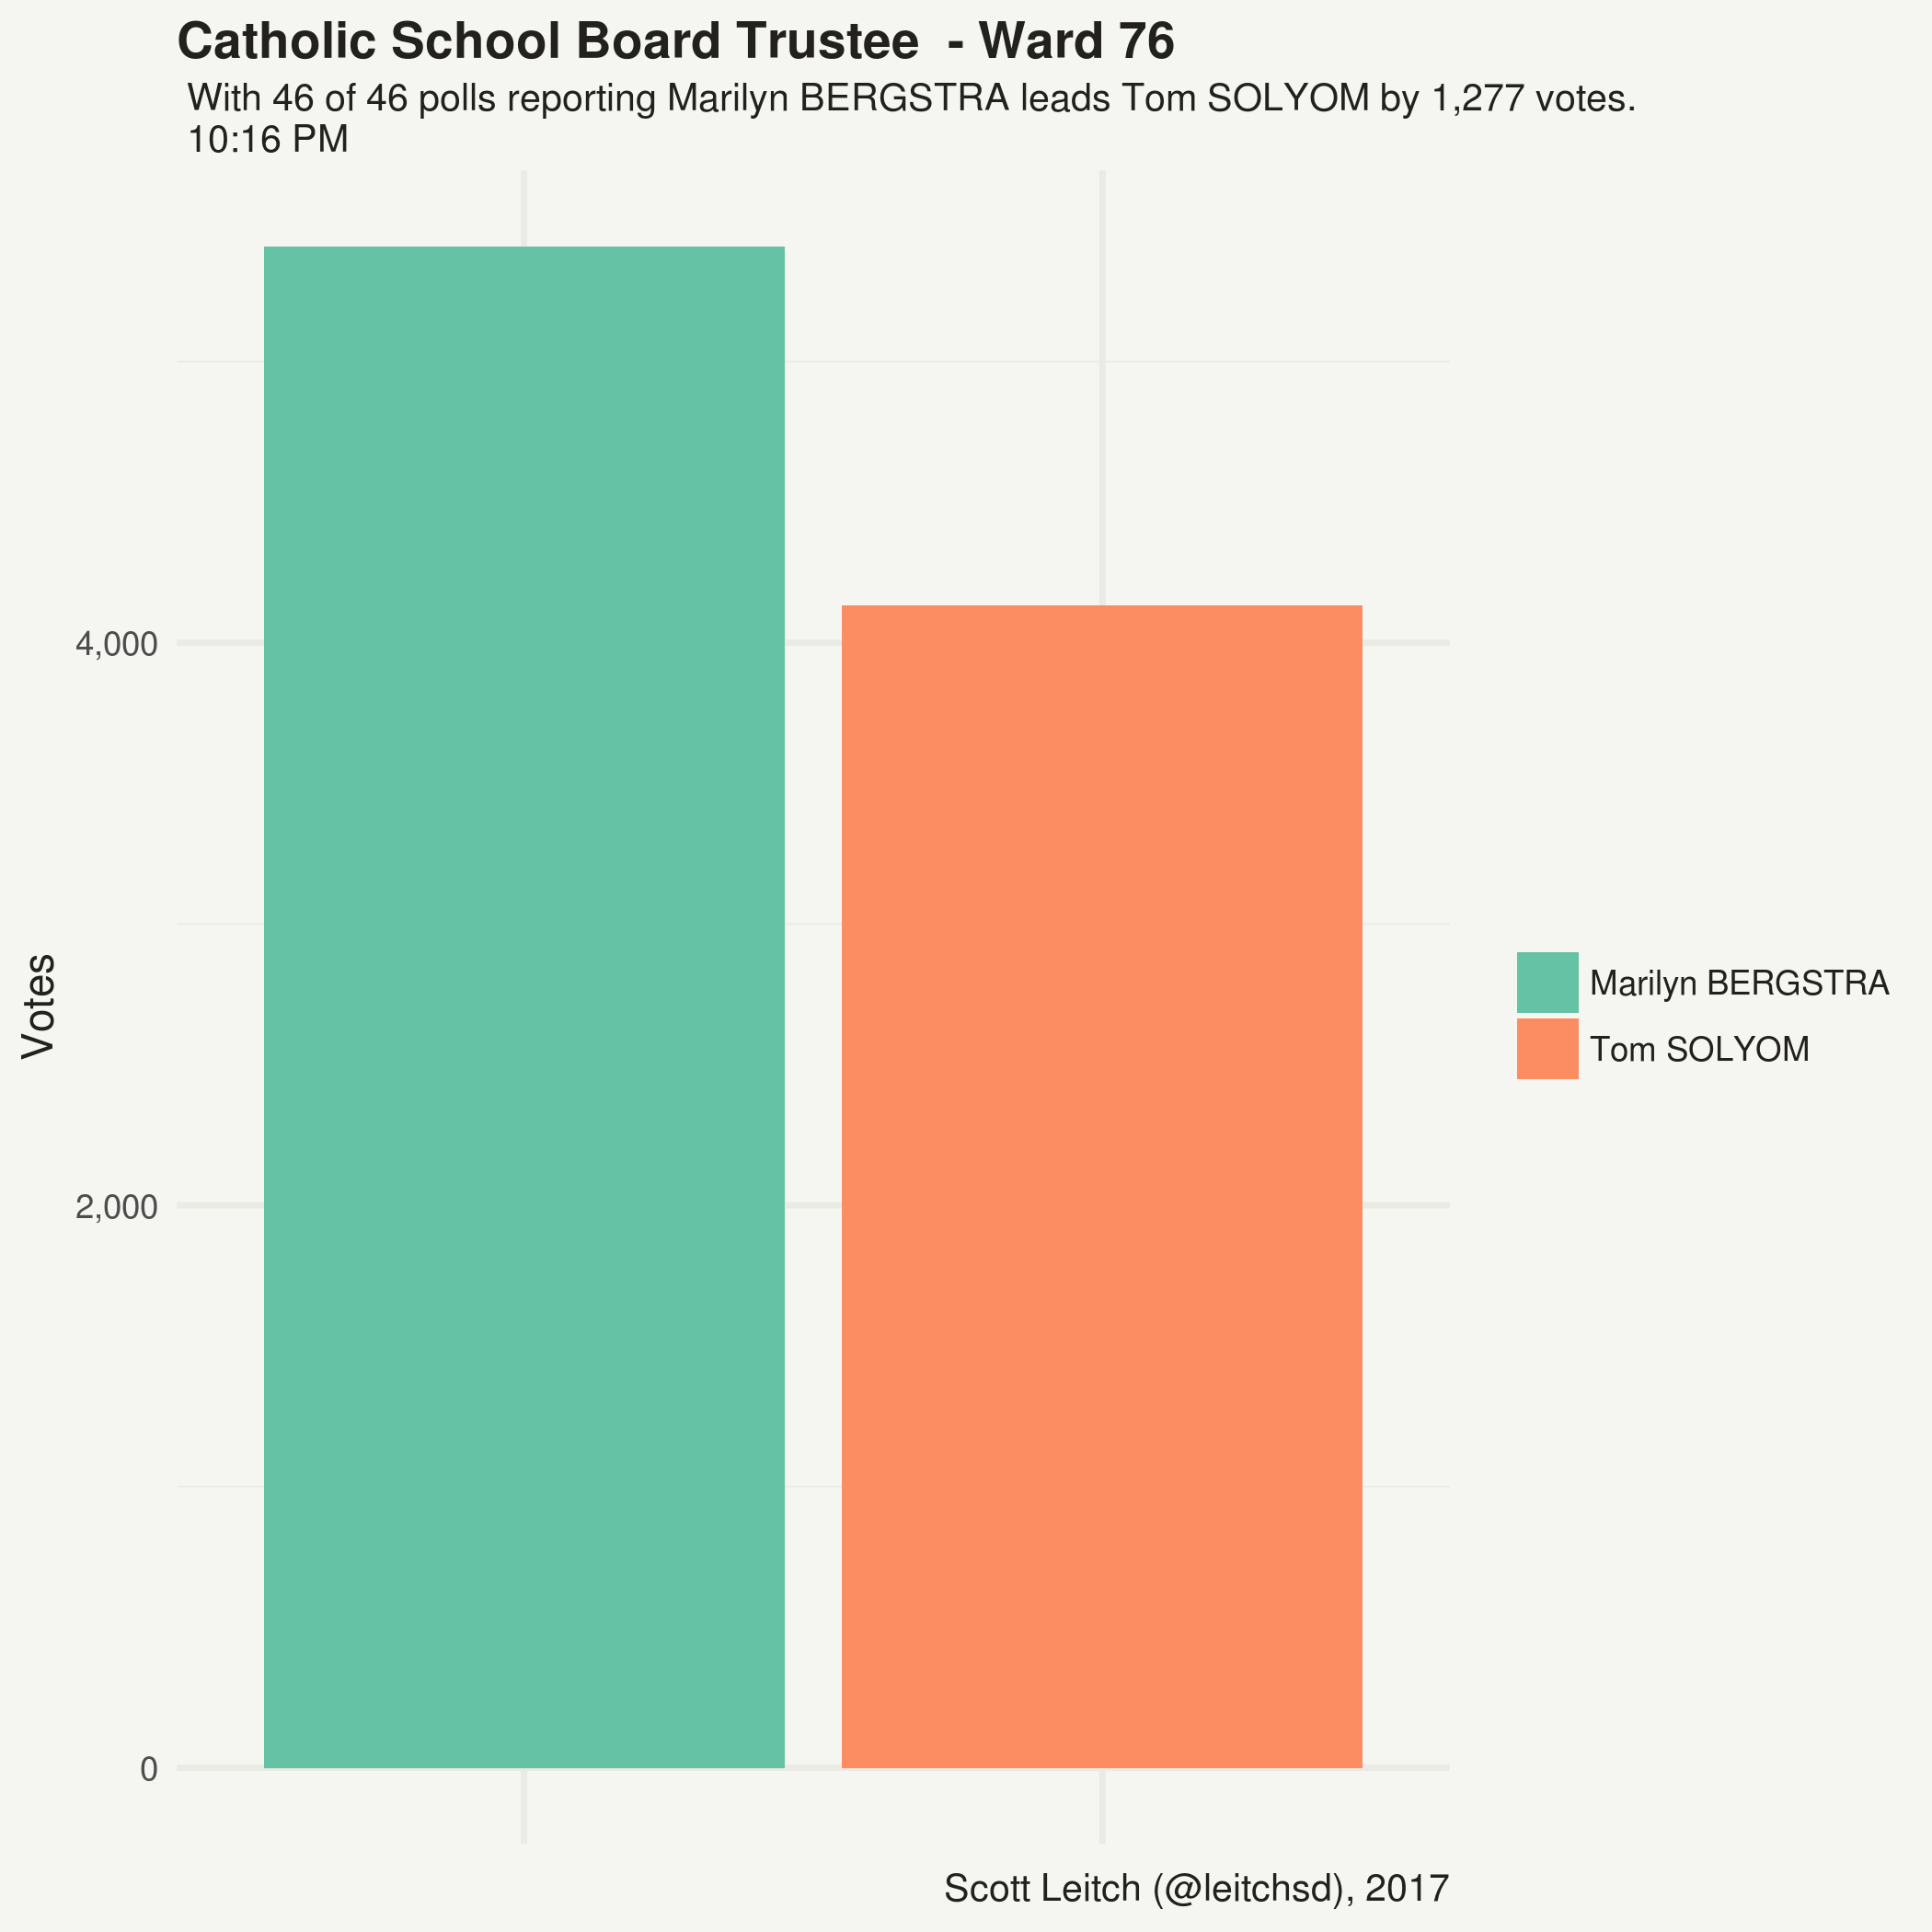 Catholic School Board Trustee  - Ward 76
With 46 of 46 polls reporting Marilyn BERGSTRA leads Tom SOLYOM by 1,277 votes.
10:16 PM
Votes
4,000
2,000
0
Marilyn BERGSTRA
Tom SOLYOM
Scott Leitch (@leitchsd), 2017